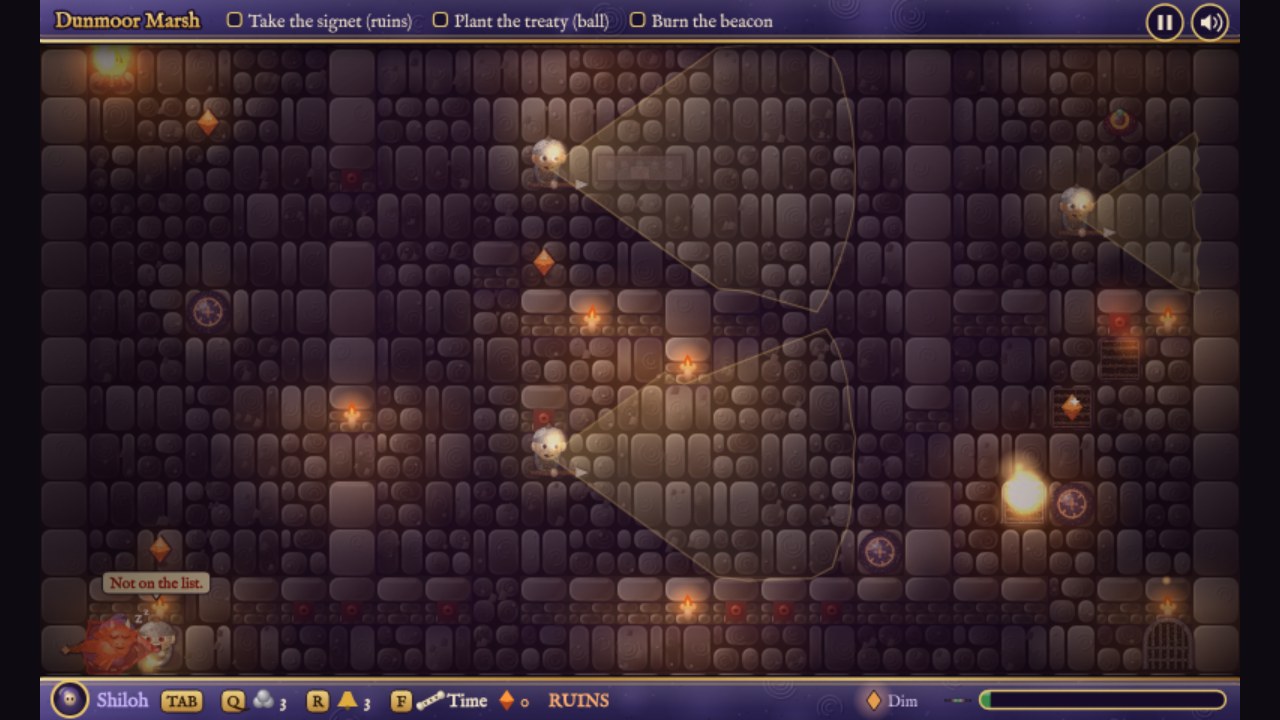 Dunmoor Marsh Take the signet (ruins) Plant the treaty (ball) Burn the beacon
Not on the list.
z z
Shiloh TAB Q 3 R 3 F Time 0 RUINS Dim